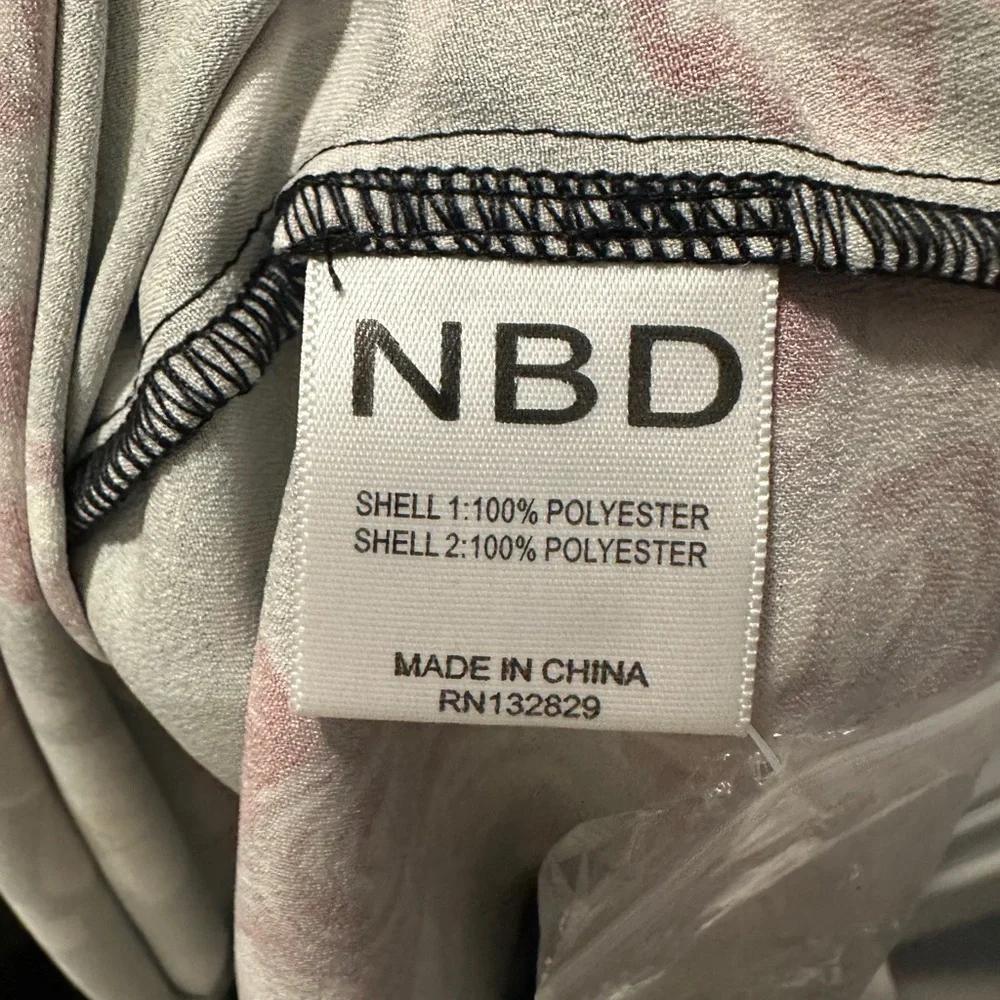 NBD
SHELL 1:100% POLYESTER
SHELL 2:100% POLYESTER
MADE IN CHINA
RN132829